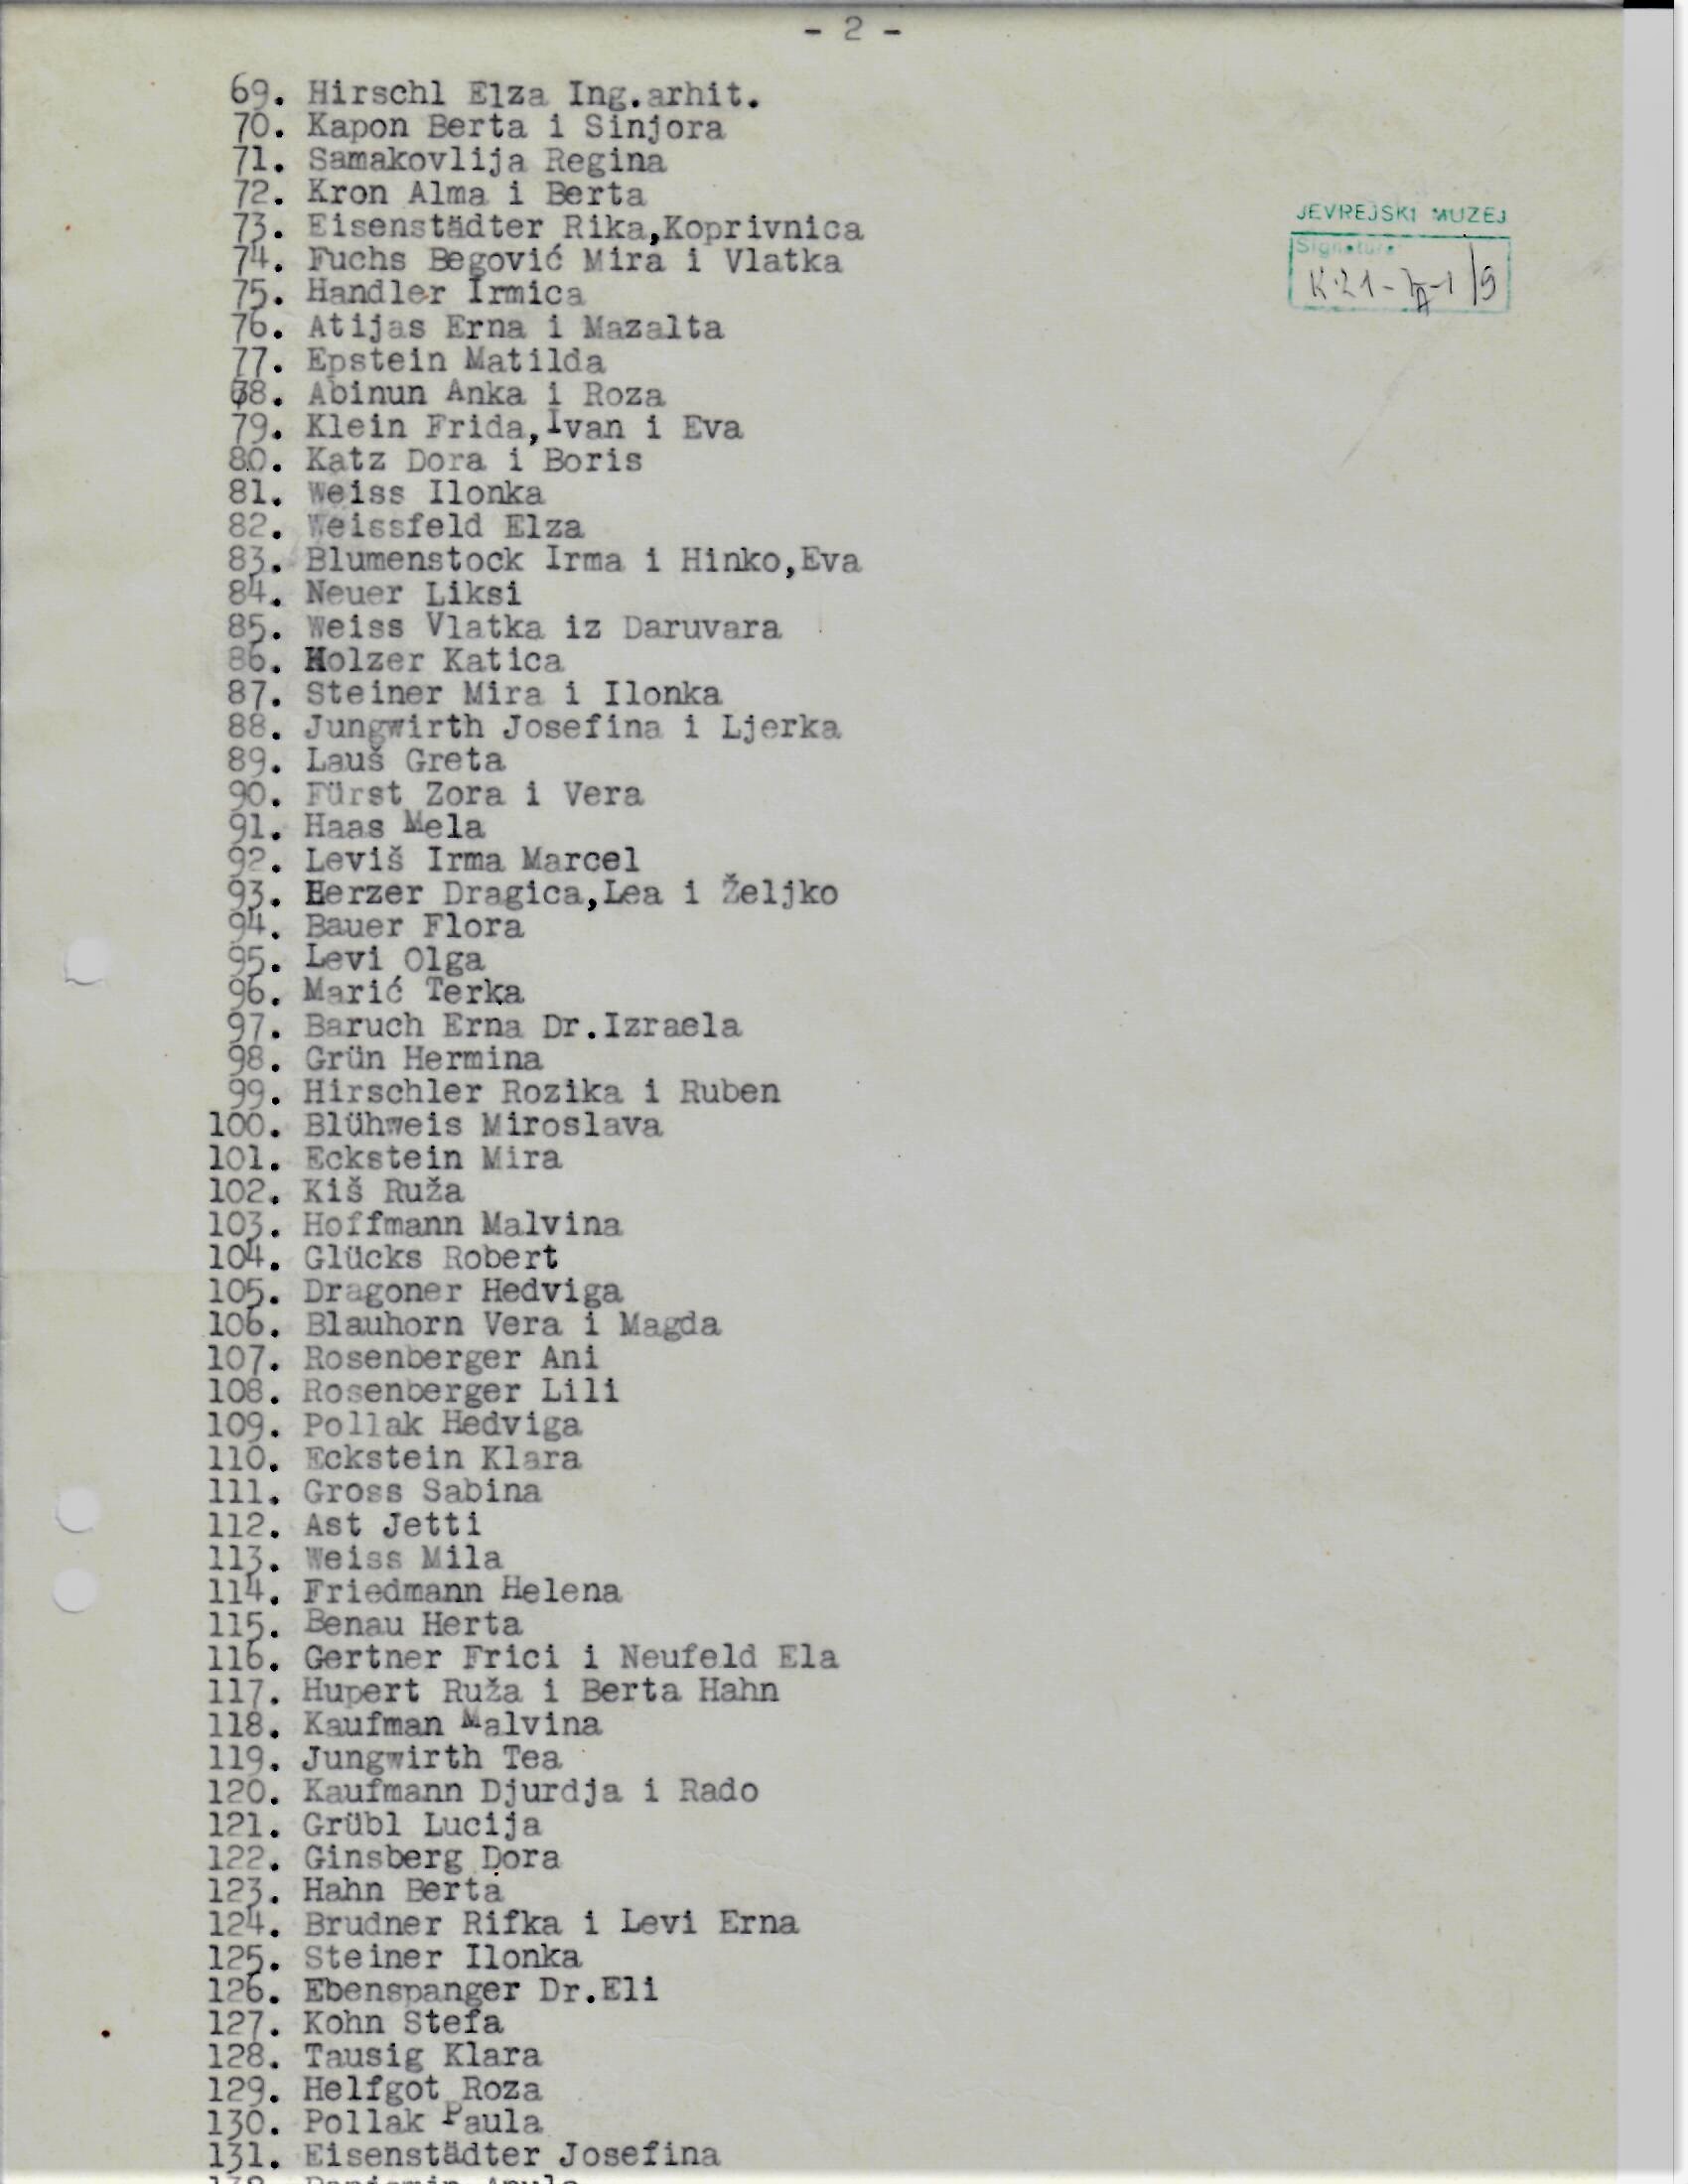 - 2 -
69. Hirschl Elza Ing.arhit.
70. Kapon Berta i Sinjora
71. Samakovlija Regina
72. Kron Alma i Berta
73. Eisenstädter Rika,Koprivnica
74. Fuchs Begović Mira i Vlatka
75. Handler Irmica
76. Atijas Erna i Mazalta
77. Epstein Matilda
78. Abinun Anka i Roza
79. Klein Frida,Ivan i Eva
80. Katz Dora i Boris
81. Weiss Ilonka
82. Weissfeld Elza
83. Blumenstock Irma i Hinko,Eva
84. Neuer Liksi
85. Weiss Vlatka iz Daruvara
86. Holzer Katica
87. Steiner Mira i Ilonka
88. Jungwirth Josefina i Ljerka
89. Lauš Greta
90. Fürst Zora i Vera
91. Haas Mela
92. Leviš Irma Marcel
93. Herzer Dragica,Lea i Željko
94. Bauer Flora
95. Levi Olga
96. Marić Terka
97. Baruch Erna Dr.Izraela
98. Grün Hermina
99. Hirschler Rozika i Ruben
100. Blühweis Miroslava
101. Eckstein Mira
102. Kiš Ruža
103. Hoffmann Malvina
104. Glücks Robert
105. Dragoner Hedviga
106. Blauhorn Vera i Magda
107. Rosenberger Ani
108. Rosenberger Lili
109. Pollak Hedviga
110. Eckstein Klara
111. Gross Sabina
112. Ast Jetti
113. Weiss Mila
114. Friedmann Helena
115. Benau Herta
116. Gertner Frici i Neufeld Ela
117. Hupert Ruža i Berta Hahn
118. Kaufman Malvina
119. Jungwirth Tea
120. Kaufmann Djurdja i Rado
121. Grübl Lucija
122. Ginsberg Dora
123. Hahn Berta
124. Brudner Rifka i Levi Erna
125. Steiner Ilonka
126. Ebenspanger Dr.Eli
127. Kohn Stefa
128. Tausig Klara
129. Helfgot Roza
130. Pollak Paula
131. Eisenstädter Josefina
JEVREJSKI MUZEJ
Signatura